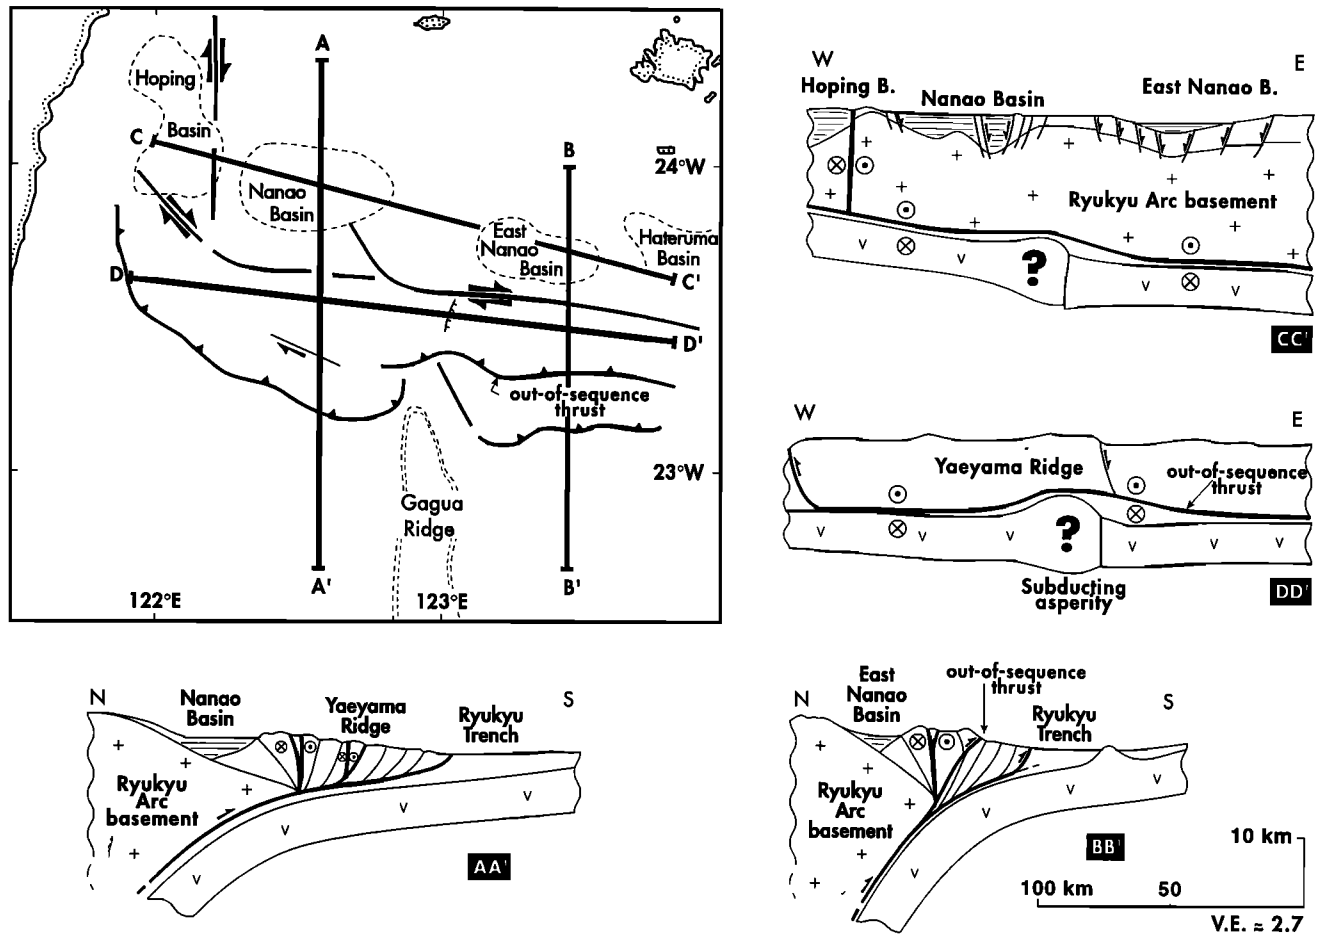 A
Hoping
Basin
C
B
24°W
Nanao
Basin
East
Nanao
Basin
Hateruma
Basin
C'
D
D'
out-of-sequence
thrust
23°W
Gagua
Ridge
A'
B'
122°E
123°E
W
E
Hoping B.
Nanao Basin
East Nanao B.
Ryukyu Arc basement
?
CC'
W
E
Yaeyama Ridge
out-of-sequence
thrust
?
Subducting
asperity
DD'
N
S
Nanao
Basin
Yaeyama
Ridge
Ryukyu
Trench
Ryukyu
Arc
basement
AA'
N
S
East
Nanao
Basin
out-of-sequence
thrust
Ryukyu
Trench
Ryukyu
Arc
basement
BB'
10 km
100 km
50
V.E. ≈ 2.7